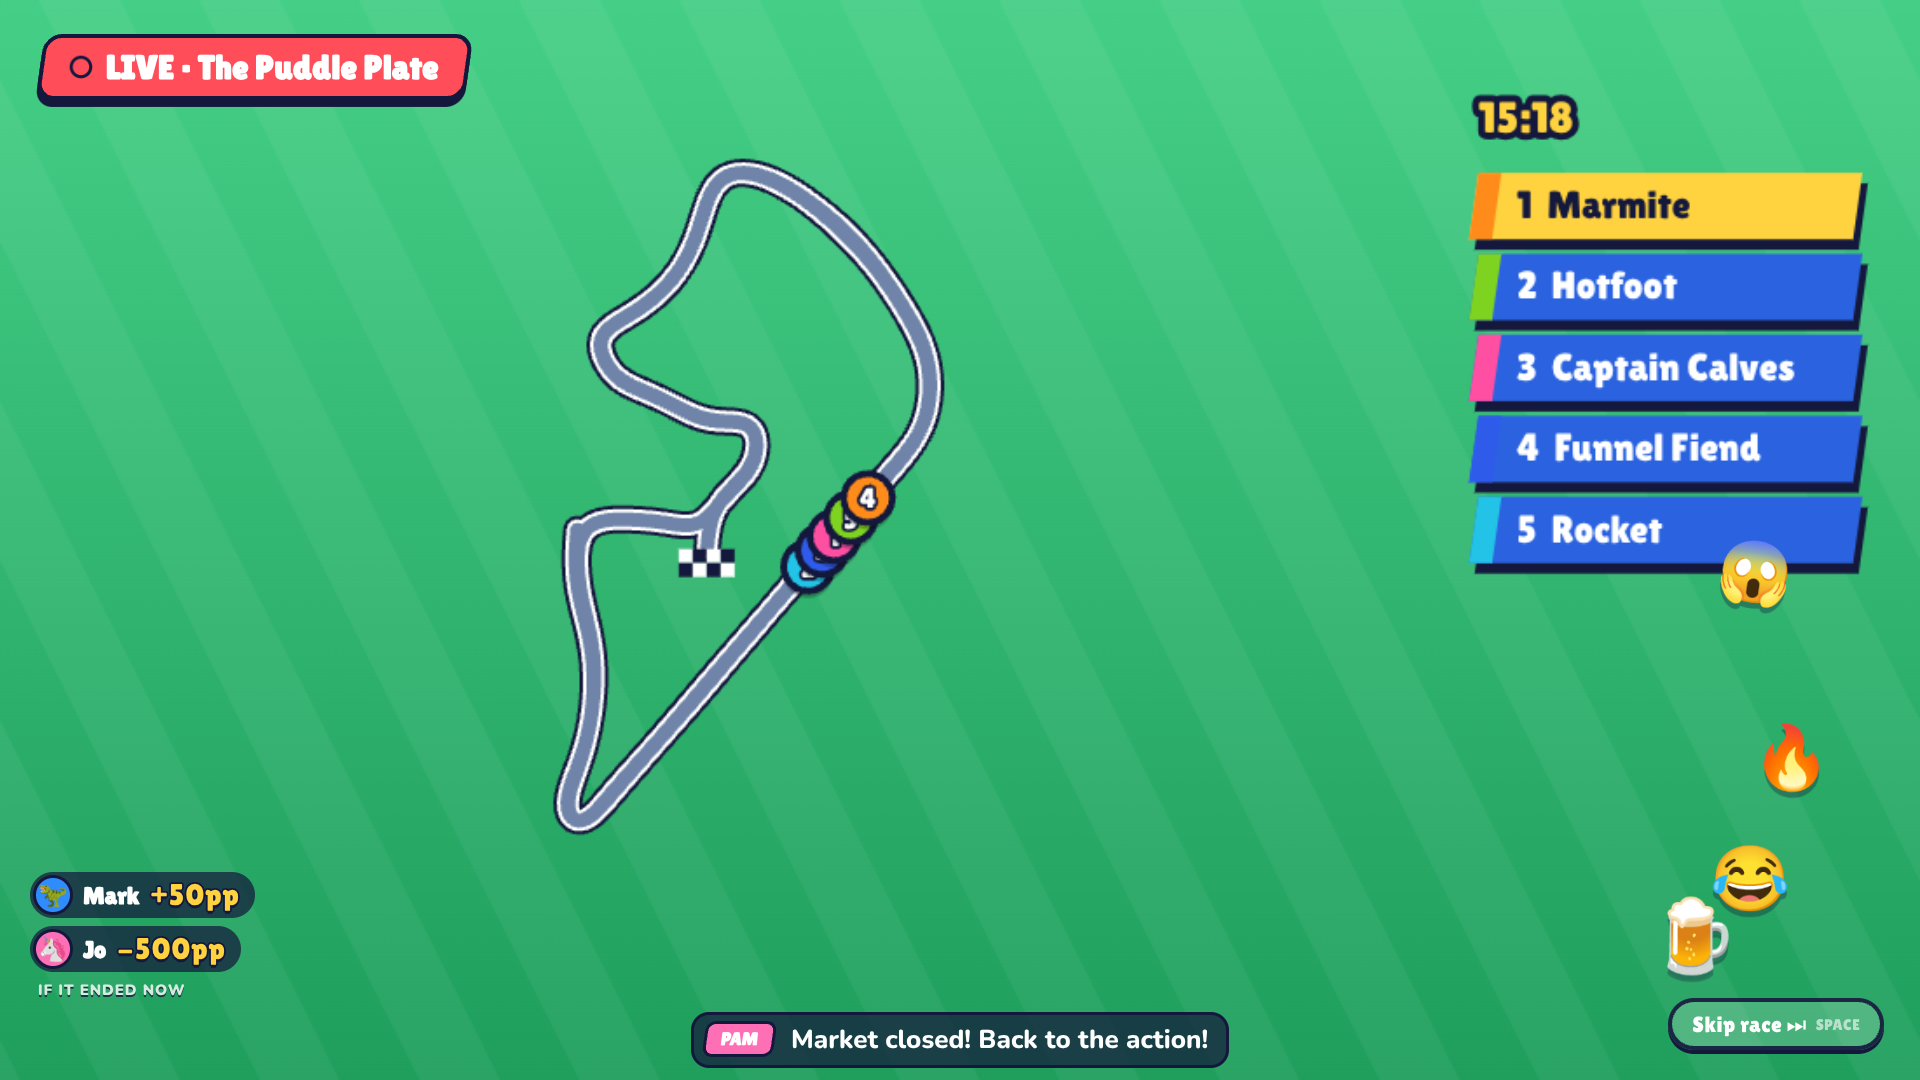 LIVE · The Puddle Plate
15:18
1 Marmite
2 Hotfoot
3 Captain Calves
4 Funnel Fiend
5 Rocket
4
Mark +50pp
Jo -500pp
IF IT ENDED NOW
PAM Market closed! Back to the action!
Skip race SPACE